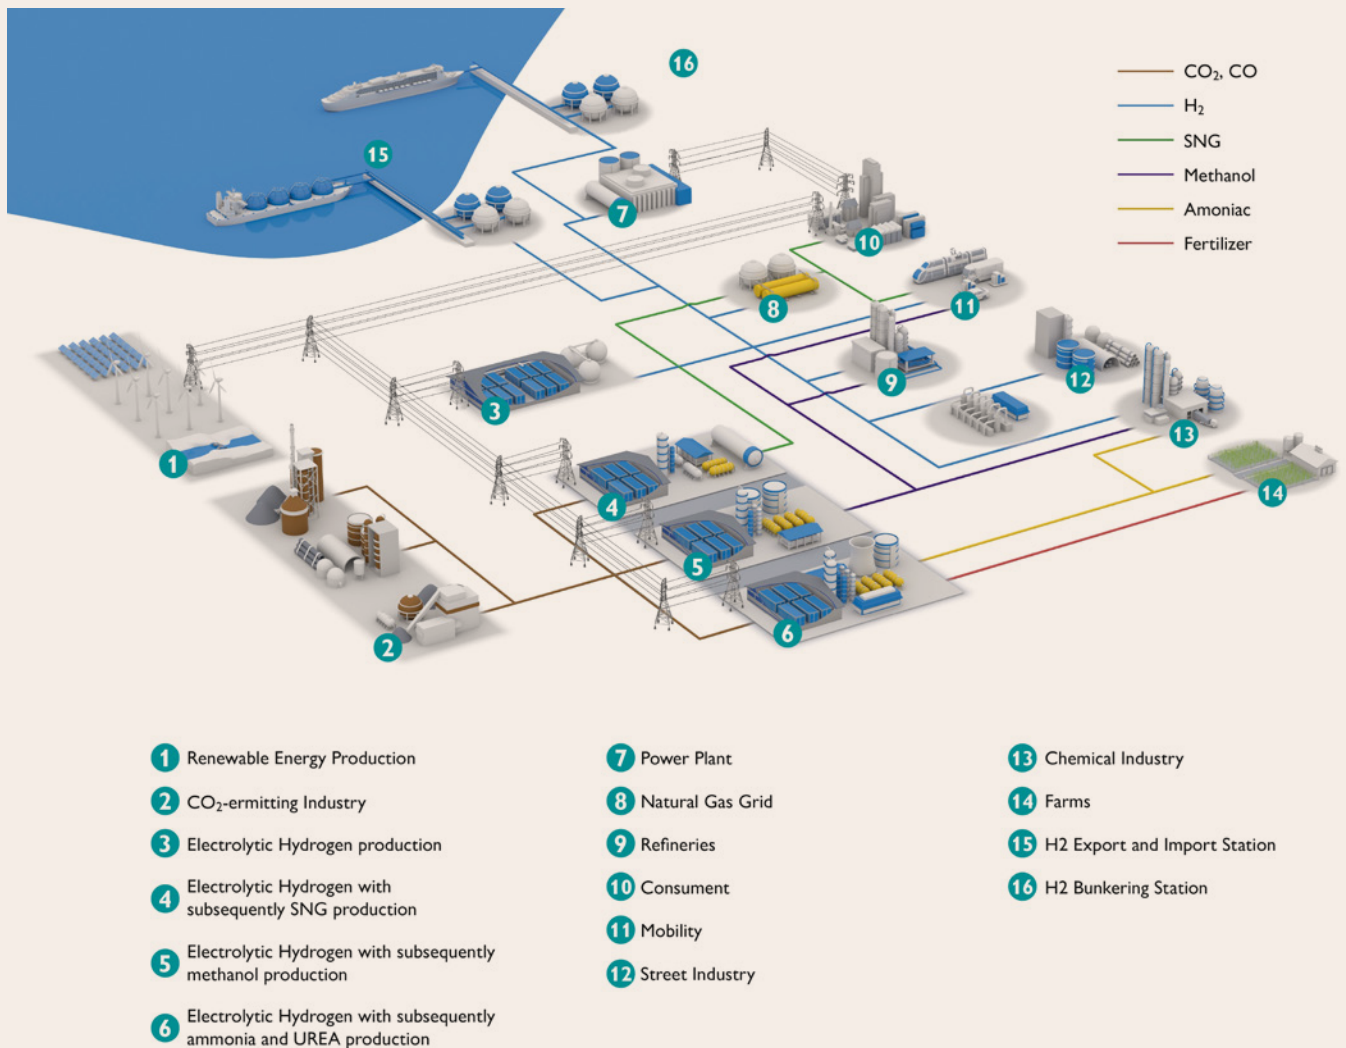 16
CO₂, CO
H₂
15
SNG
Methanol
7
Amoniac
10
Fertilizer
11
8
9
12
3
13
1
14
4
5
6
2
1 Renewable Energy Production
2 CO₂-ermitting Industry
3 Electrolytic Hydrogen production
4 Electrolytic Hydrogen with
subsequently SNG production
5 Electrolytic Hydrogen with subsequently
methanol production
6 Electrolytic Hydrogen with subsequently
ammonia and UREA production
7 Power Plant
8 Natural Gas Grid
9 Refineries
10 Consument
11 Mobility
12 Street Industry
13 Chemical Industry
14 Farms
15 H2 Export and Import Station
16 H2 Bunkering Station